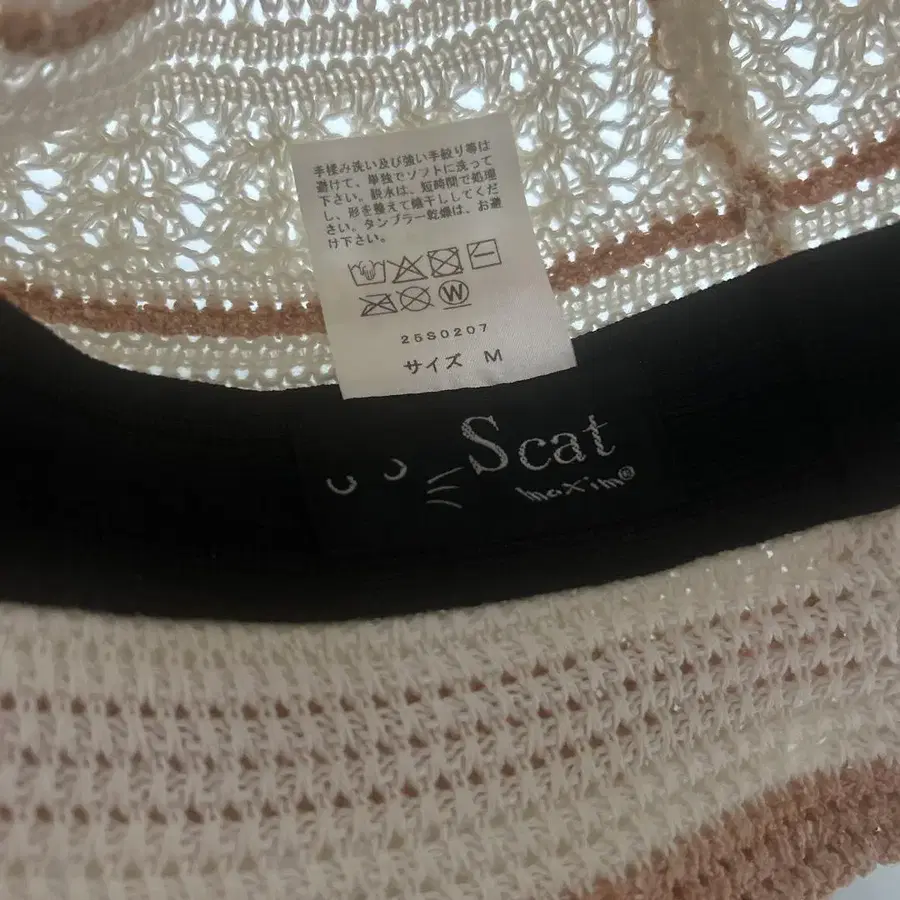 手揉み洗い及び強い手絞り等は
避けて、単独でソフトに洗って
下さい。脱水は、短時間で処理
し、形を整えて陰干ししてくだ
さい。タンブラー乾燥は、お避
け下さい。
W
25S0207
サイズ M
Scat
maxim®